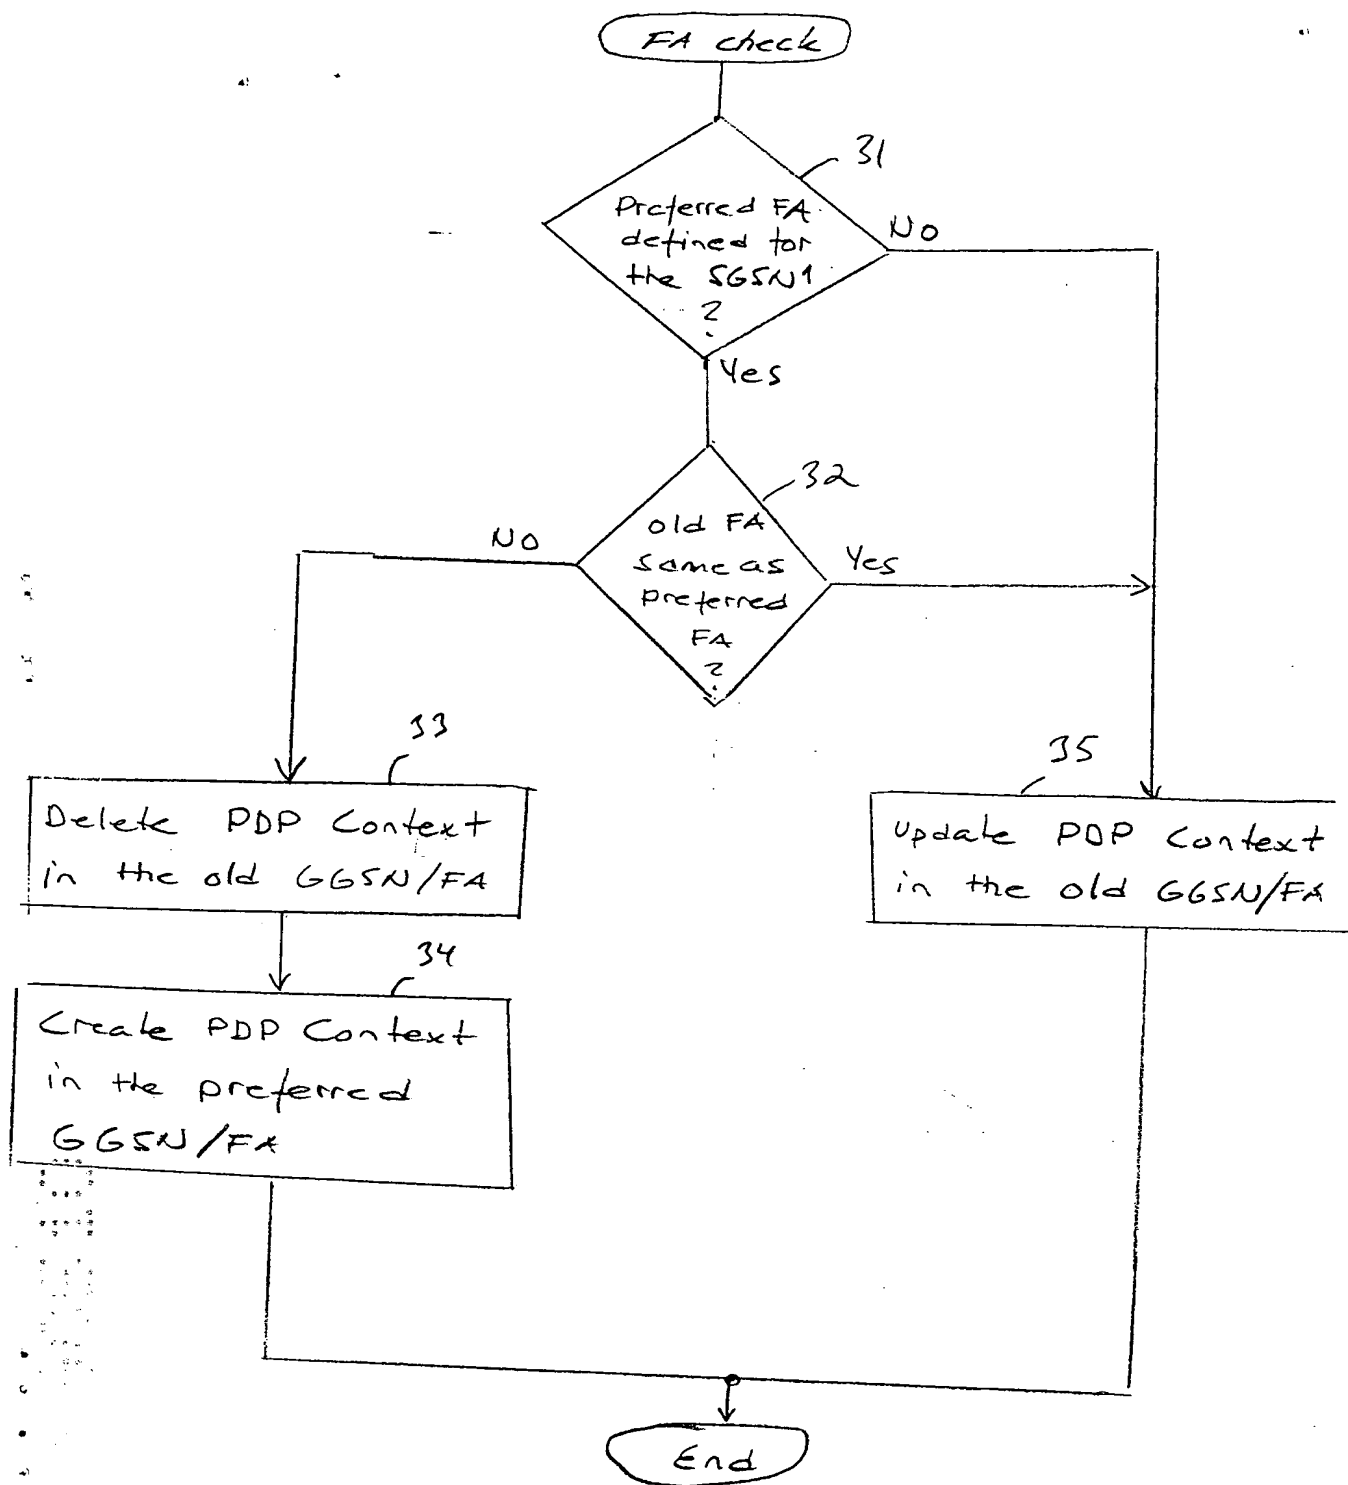 FA check
31
Preferred FA
defined for
the SGSN1
?
No
Yes
32
old FA
same as
preferred
FA
?
No
Yes
33
Delete PDP Context
in the old GGSN/FA
35
Update PDP Context
in the old GGSN/FA
34
Create PDP Context
in the preferred
GGSN/FA
End